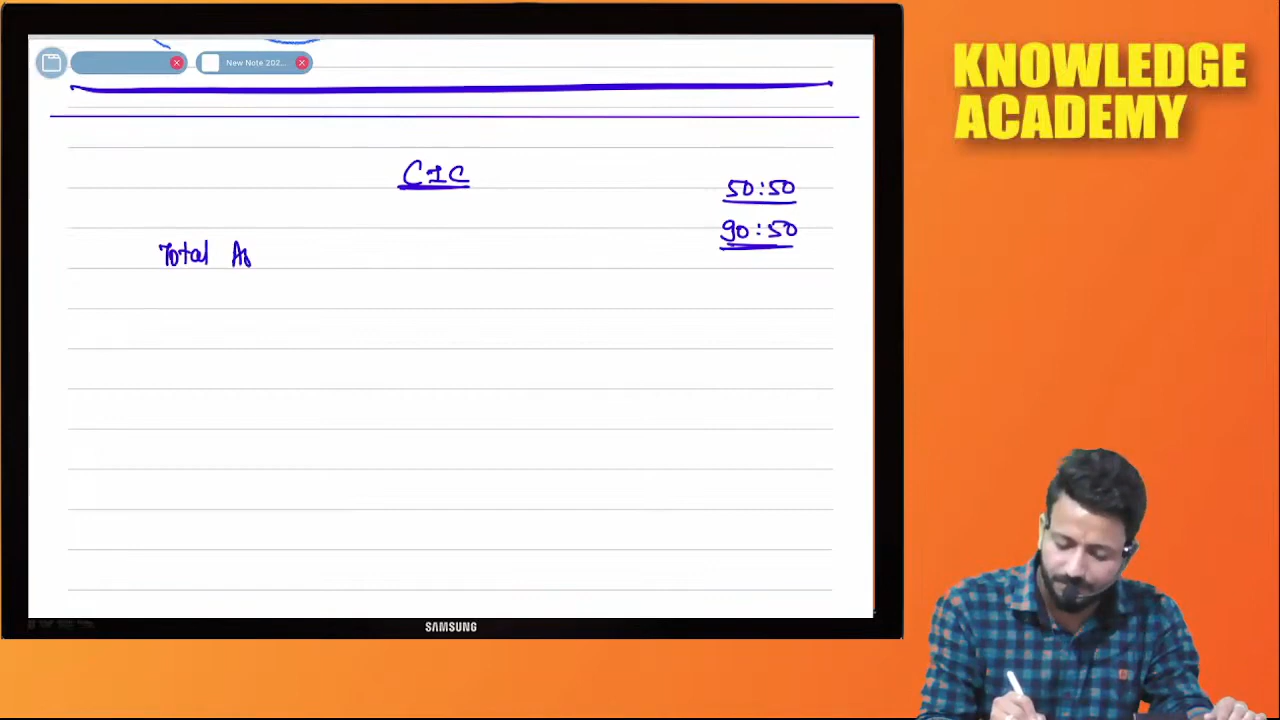 KNOWLEDGE
ACADEMY
New Note 202...
CIC
50:50
90:50
Total As
SAMSUNG